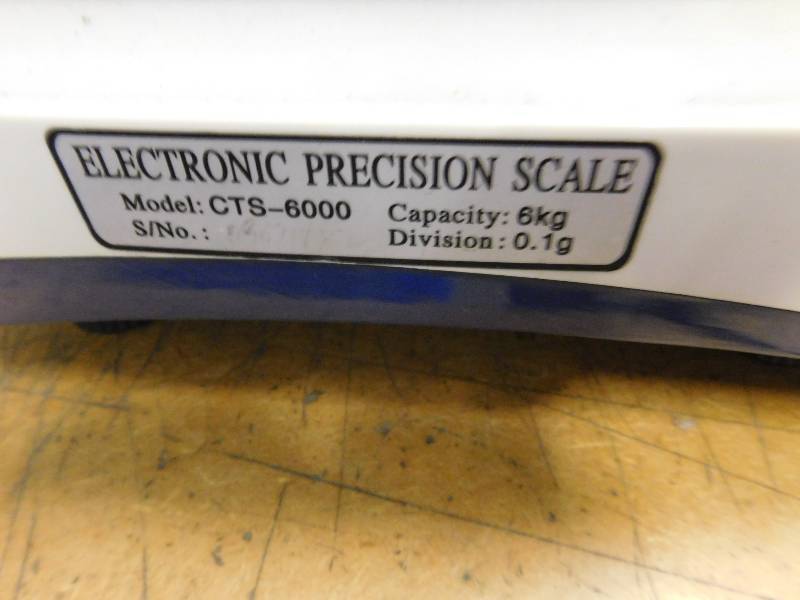 ELECTRONIC PRECISION SCALE
Model: CTS-6000 Capacity: 6kg
S/No.: Division: 0.1g